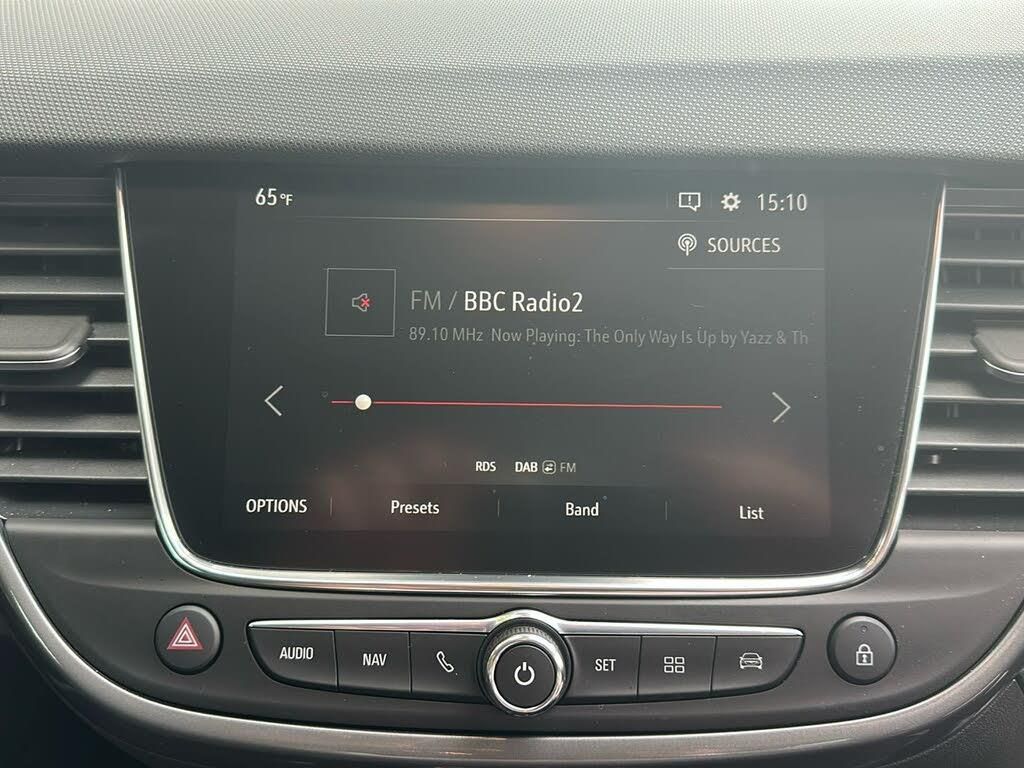 65 °F
15:10
SOURCES
FM / BBC Radio2
89.10 MHz Now Playing: The Only Way Is Up by Yazz & Th
RDS DAB FM
OPTIONS Presets Band List
AUDIO NAV SET